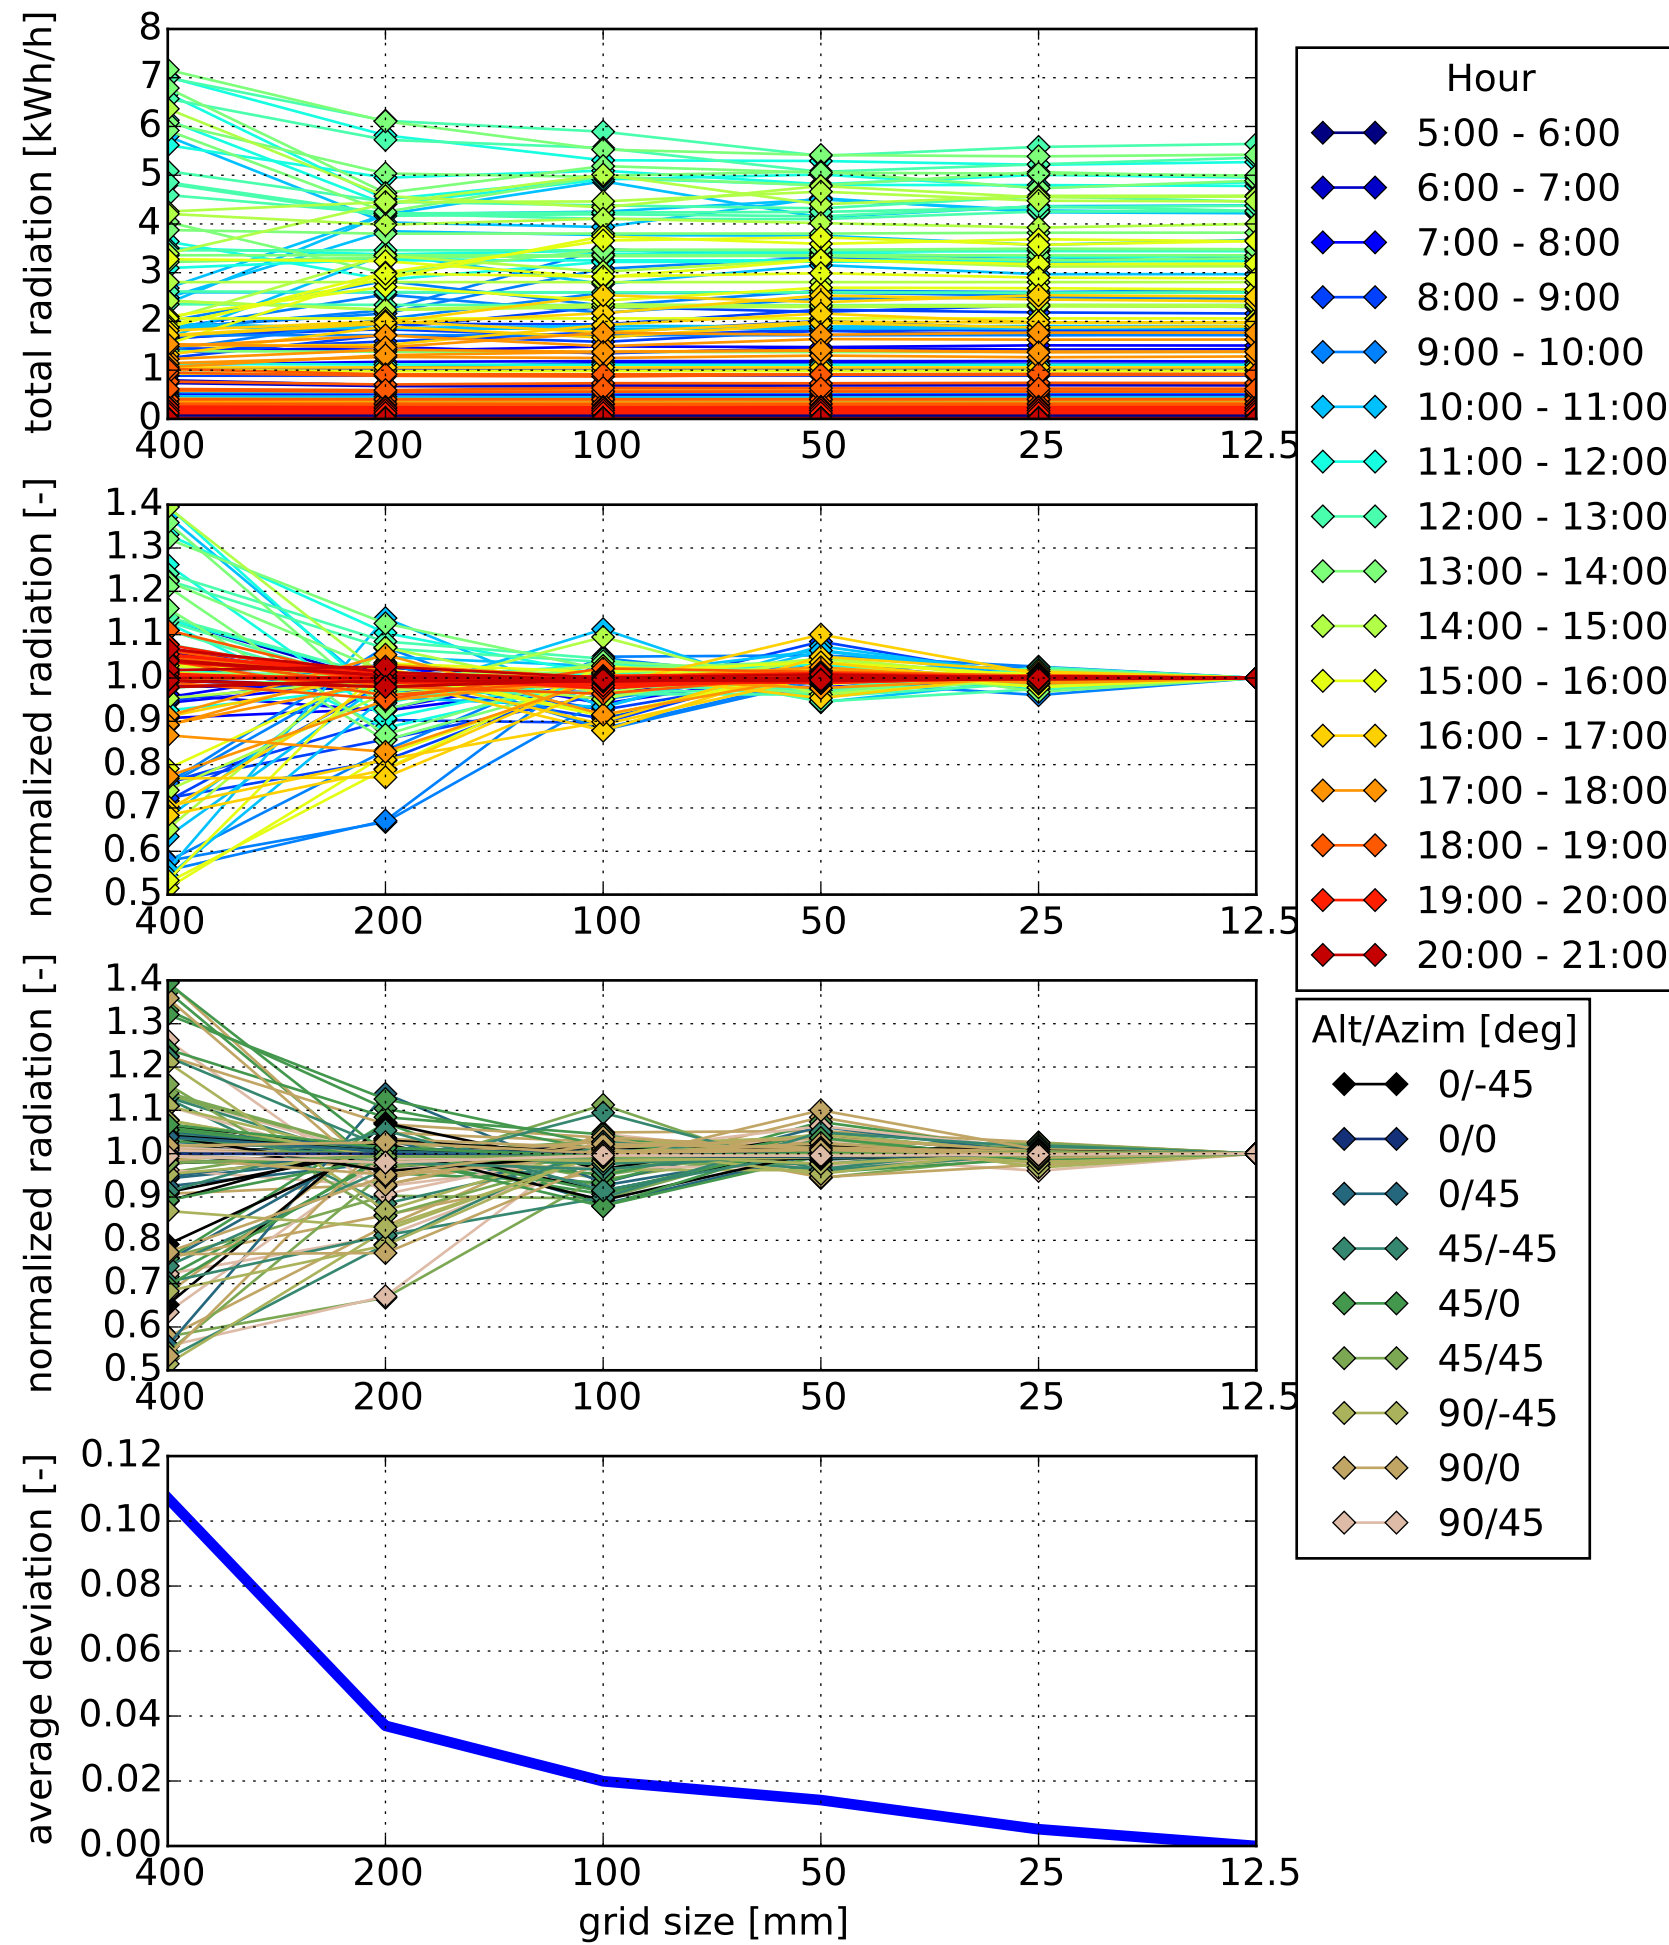 total radiation [kWh/h]
8
7
6
5
4
3
2
1
0
400 200 100 50 25 12.5
normalized radiation [-]
1.4
1.3
1.2
1.1
1.0
0.9
0.8
0.7
0.6
0.5
400 200 100 50 25 12.5
normalized radiation [-]
1.4
1.3
1.2
1.1
1.0
0.9
0.8
0.7
0.6
0.5
400 200 100 50 25 12.5
average deviation [-]
0.12
0.10
0.08
0.06
0.04
0.02
0.00
400 200 100 50 25 12.5
grid size [mm]
Hour
5:00 - 6:00
6:00 - 7:00
7:00 - 8:00
8:00 - 9:00
9:00 - 10:00
10:00 - 11:00
11:00 - 12:00
12:00 - 13:00
13:00 - 14:00
14:00 - 15:00
15:00 - 16:00
16:00 - 17:00
17:00 - 18:00
18:00 - 19:00
19:00 - 20:00
20:00 - 21:00
Alt/Azim [deg]
0/-45
0/0
0/45
45/-45
45/0
45/45
90/-45
90/0
90/45